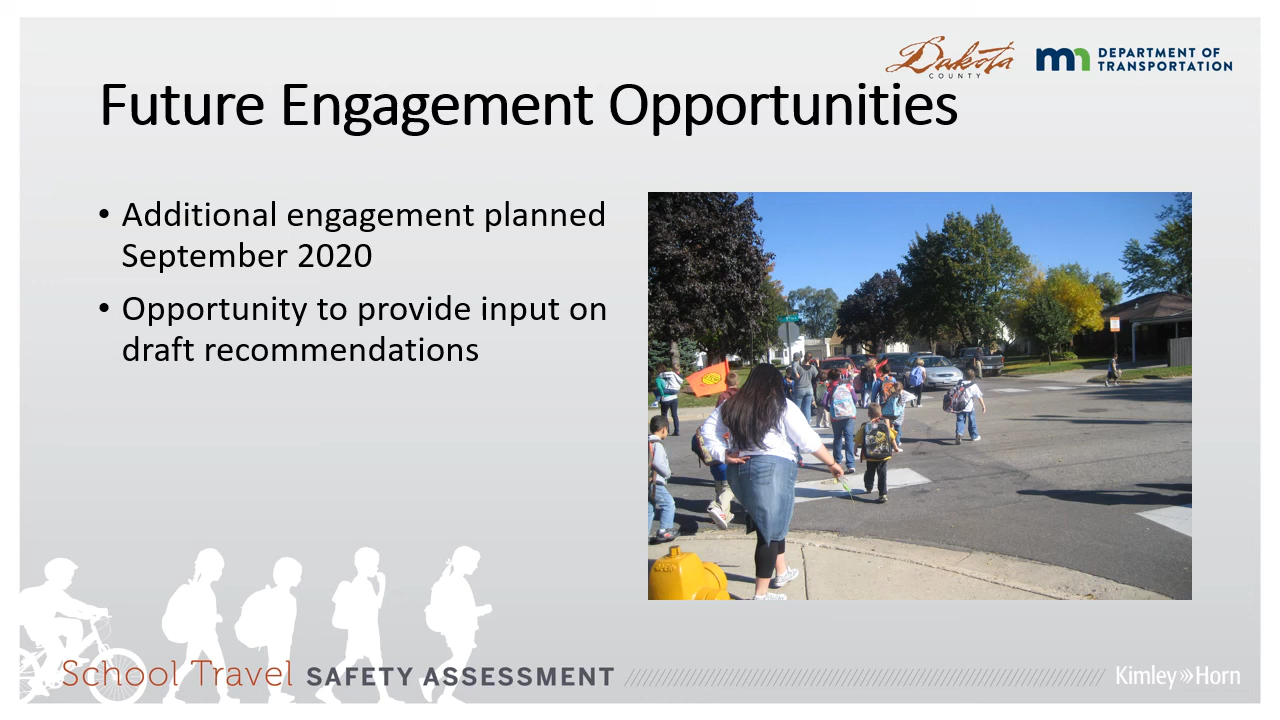 Dakota
COUNTY
DEPARTMENT OF
TRANSPORTATION
Future Engagement Opportunities
• Additional engagement planned
September 2020
• Opportunity to provide input on
draft recommendations
School Travel SAFETY ASSESSMENT
Kimley»Horn